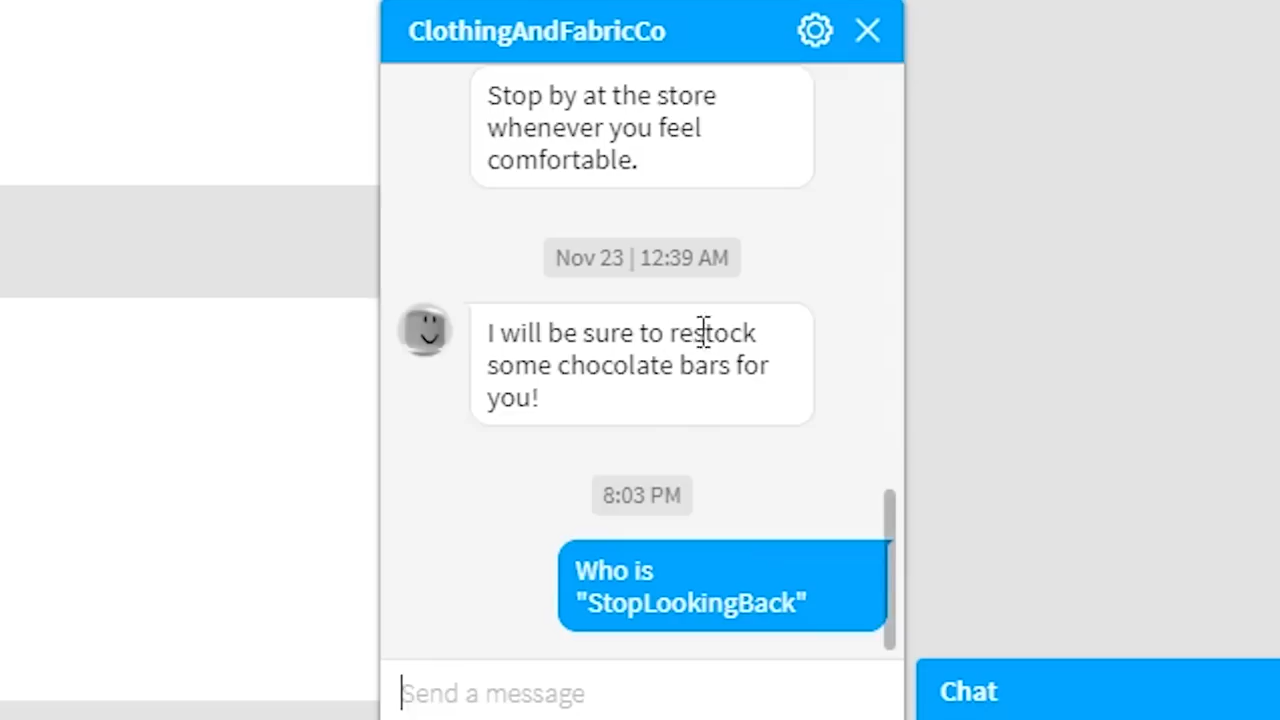 ClothingAndFabricCo
Stop by at the store
whenever you feel
comfortable.
Nov 23 | 12:39 AM
I will be sure to restock
some chocolate bars for
you!
8:03 PM
Who is
"StopLookingBack"
Send a message
Chat